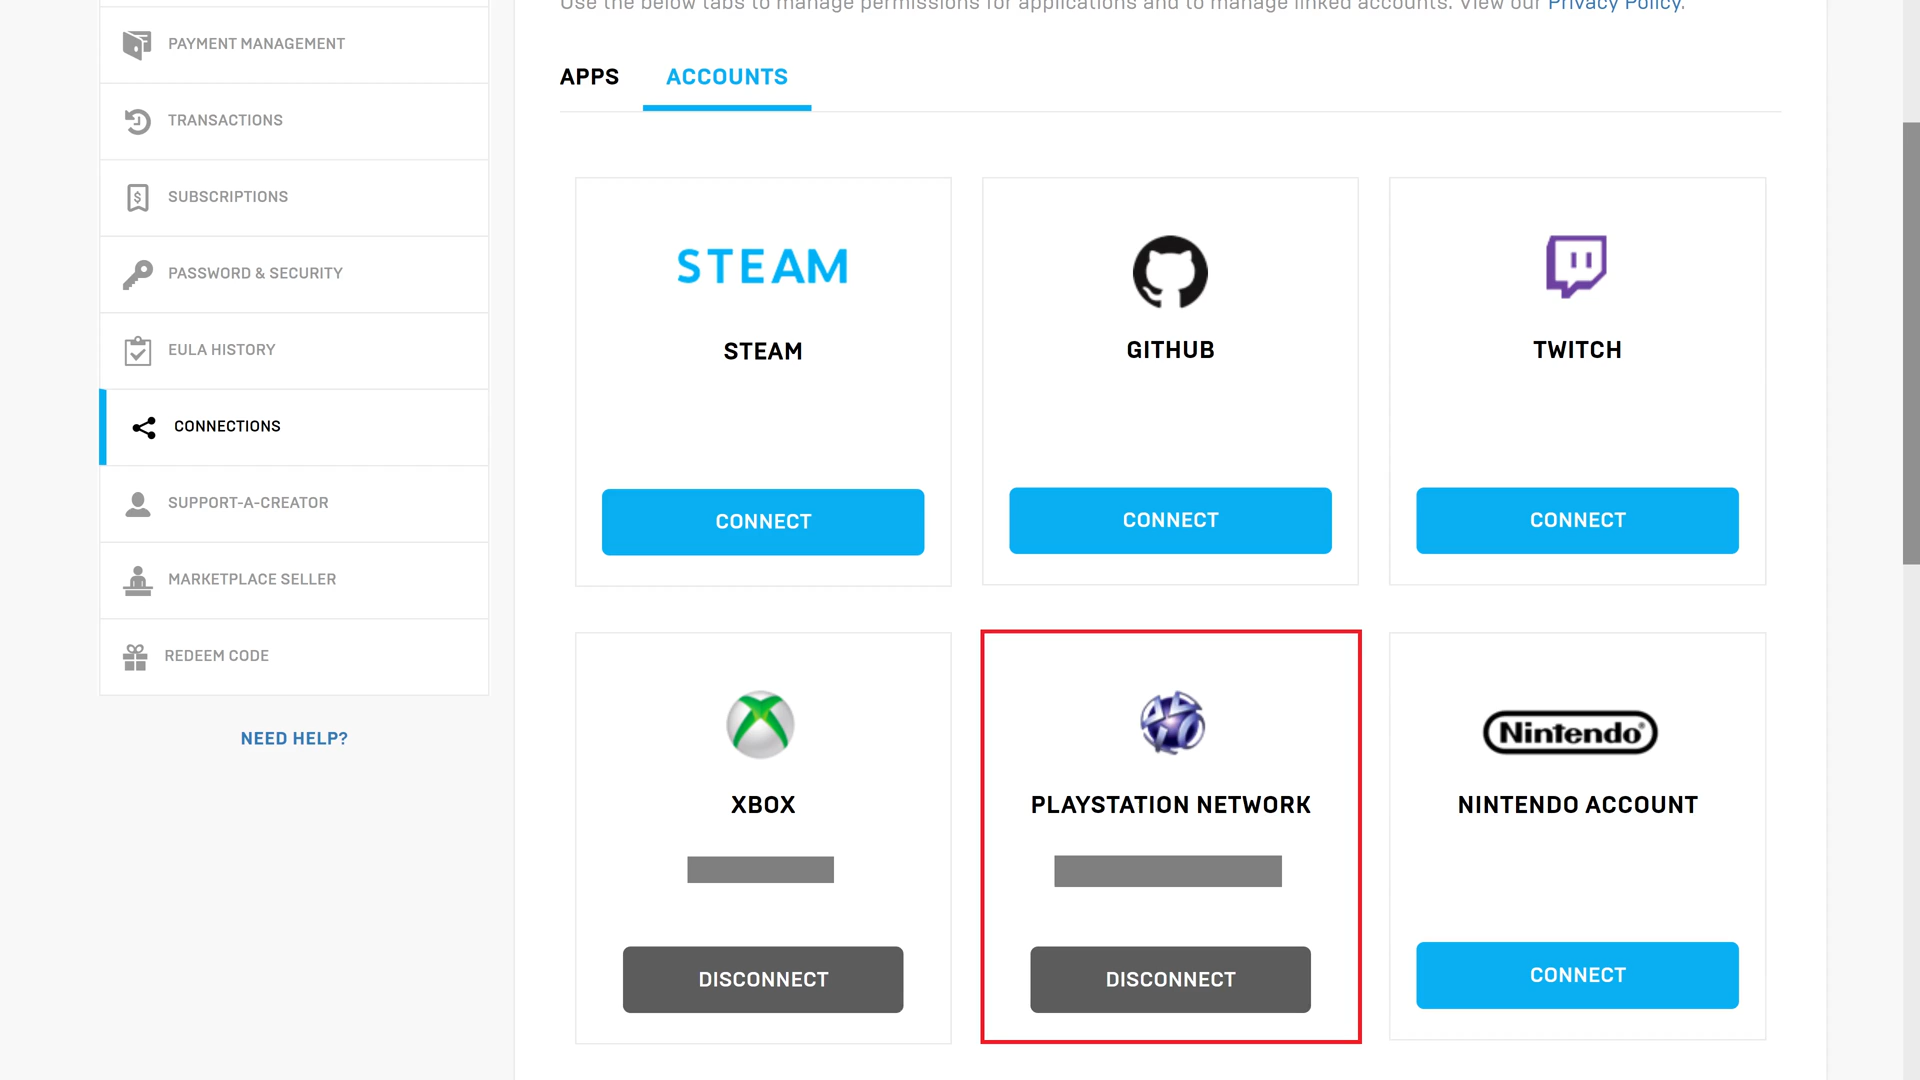 Use the below tabs to manage permissions for applications and to manage linked accounts. View our Privacy Policy.
PAYMENT MANAGEMENT
TRANSACTIONS
SUBSCRIPTIONS
PASSWORD & SECURITY
EULA HISTORY
CONNECTIONS
SUPPORT-A-CREATOR
MARKETPLACE SELLER
REDEEM CODE
NEED HELP?
APPS ACCOUNTS
STEAM
STEAM GITHUB TWITCH
CONNECT CONNECT CONNECT
Nintendo
XBOX PLAYSTATION NETWORK NINTENDO ACCOUNT
DISCONNECT DISCONNECT CONNECT